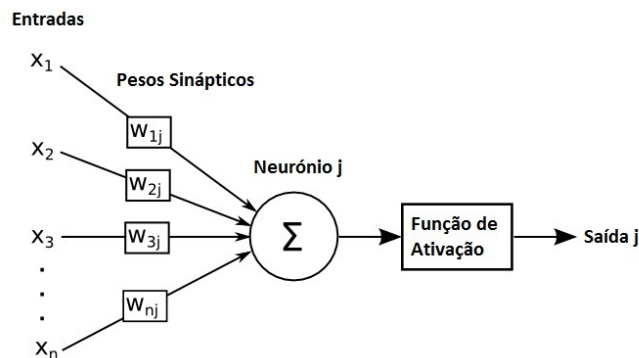 Entradas
x1
Pesos Sinápticos
w1j
x2
w2j
Neurónio j
x3
w3j
Σ
Função de
Ativação
Saída j
.
.
.
wnj
xn